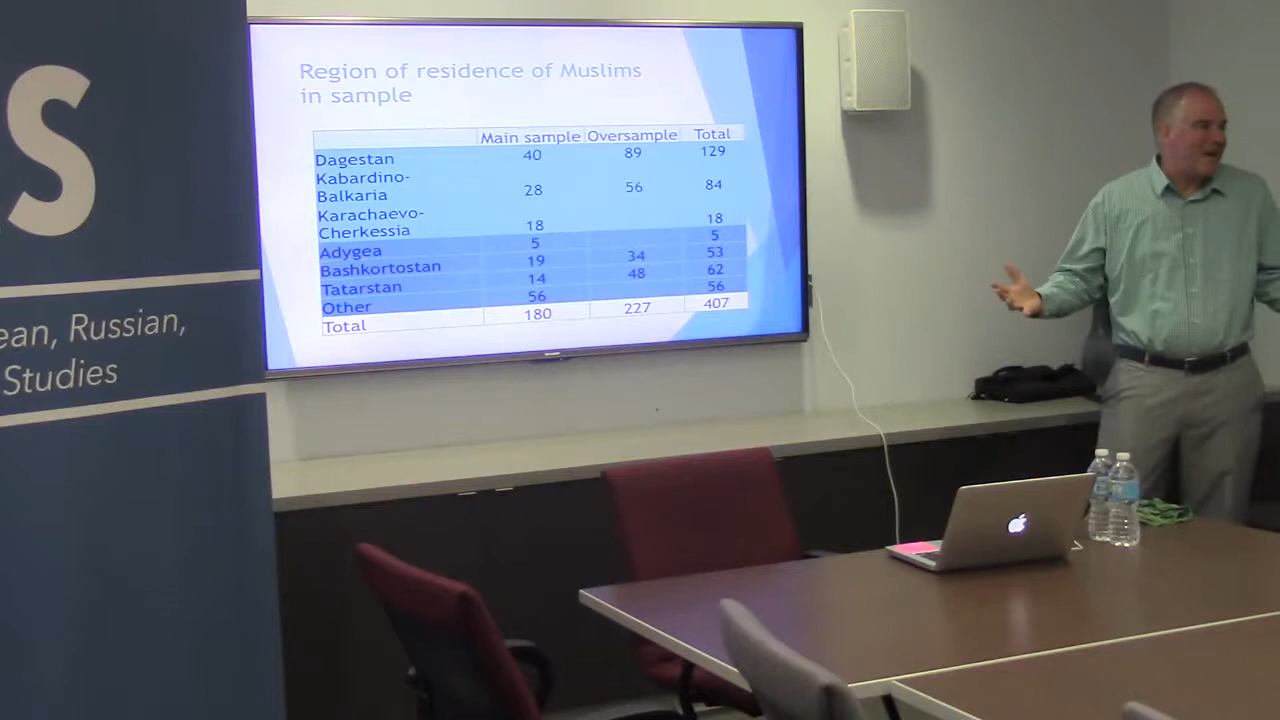 S
ean, Russian,
Studies
Region of residence of Muslims
in sample
Main sample Oversample Total
Dagestan 40 89 129
Kabardino-
Balkaria 28 56 84
Karachaevo-
Cherkessia 18 18
Adygea 5 5
Bashkortostan 19 34 53
Tatarstan 14 48 62
Other 56 56
Total 180 227 407